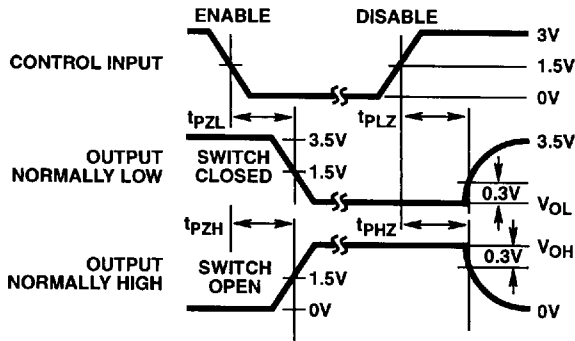 ENABLE DISABLE
CONTROL INPUT
3V
1.5V
0V
tPZL tPLZ
OUTPUT
NORMALLY LOW
SWITCH
CLOSED
3.5V
1.5V
3.5V
0.3V
VOL
tPZH tPHZ
OUTPUT
NORMALLY HIGH
SWITCH
OPEN
1.5V
0V
VOH
0.3V
0V